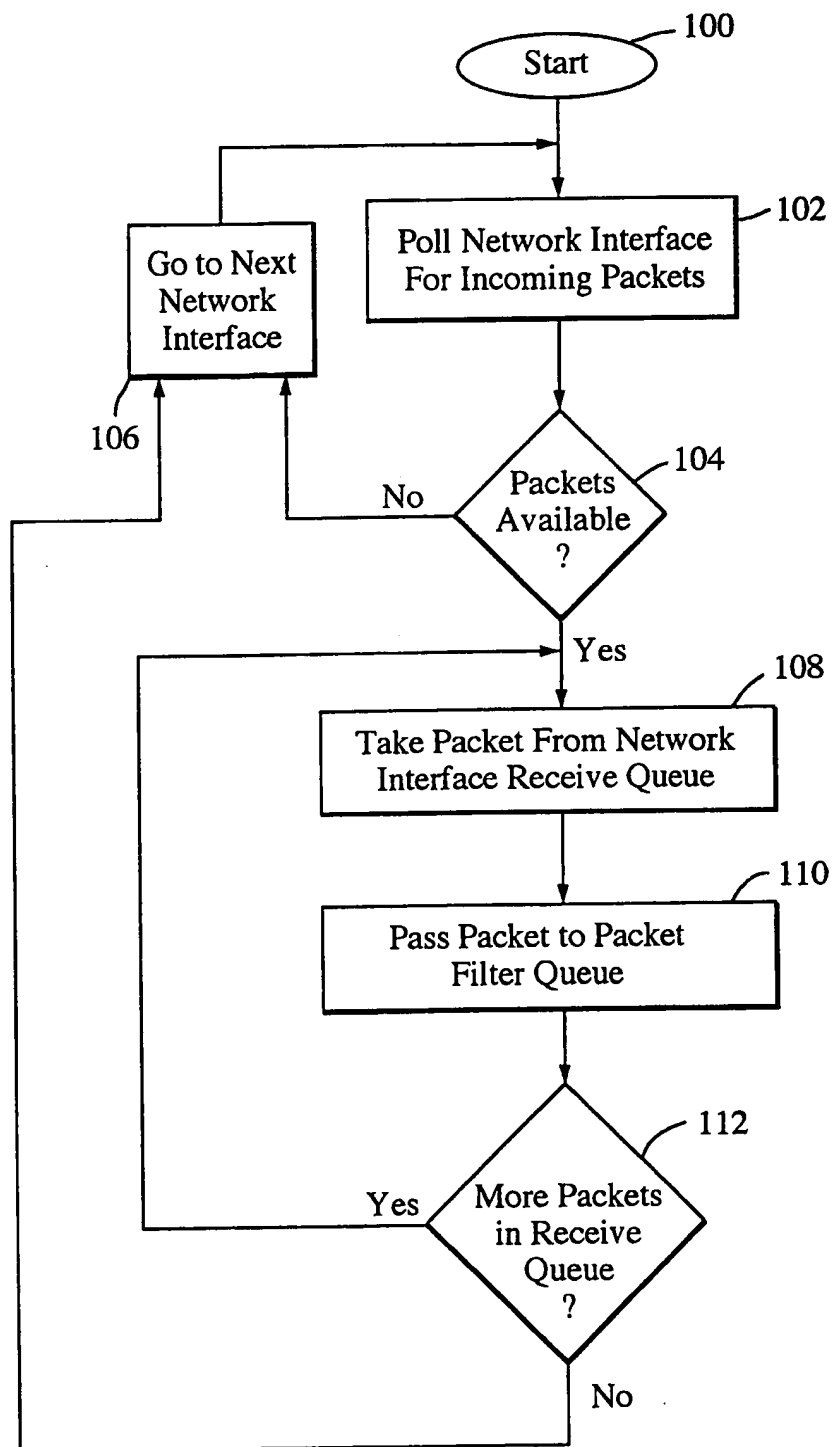 100
Start
102
Poll Network Interface
For Incoming Packets
Go to Next
Network
Interface
106
104
Packets
Available
?
No
Yes
108
Take Packet From Network
Interface Receive Queue
110
Pass Packet to Packet
Filter Queue
112
More Packets
in Receive
Queue
?
Yes
No